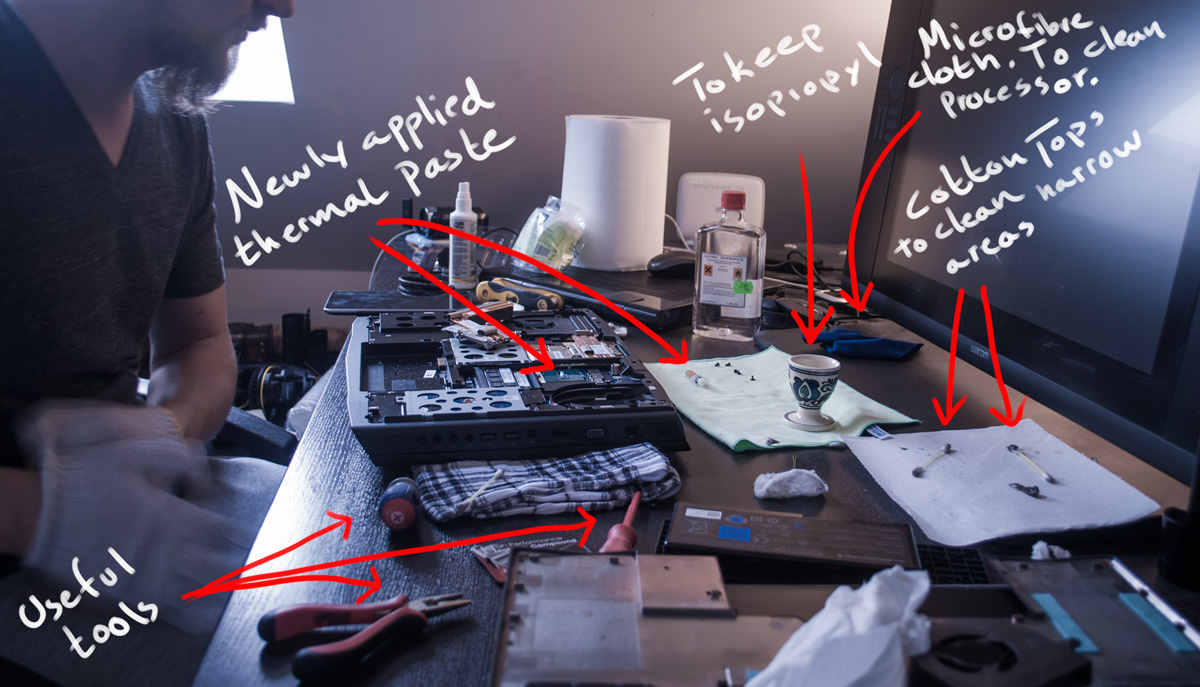 Newly applied
thermal Paste
To keep
isopropyl
Microfibre
cloth. To clean
Processor.
Cotton Tops
to clean narrow
areas
Useful
tools
wacom